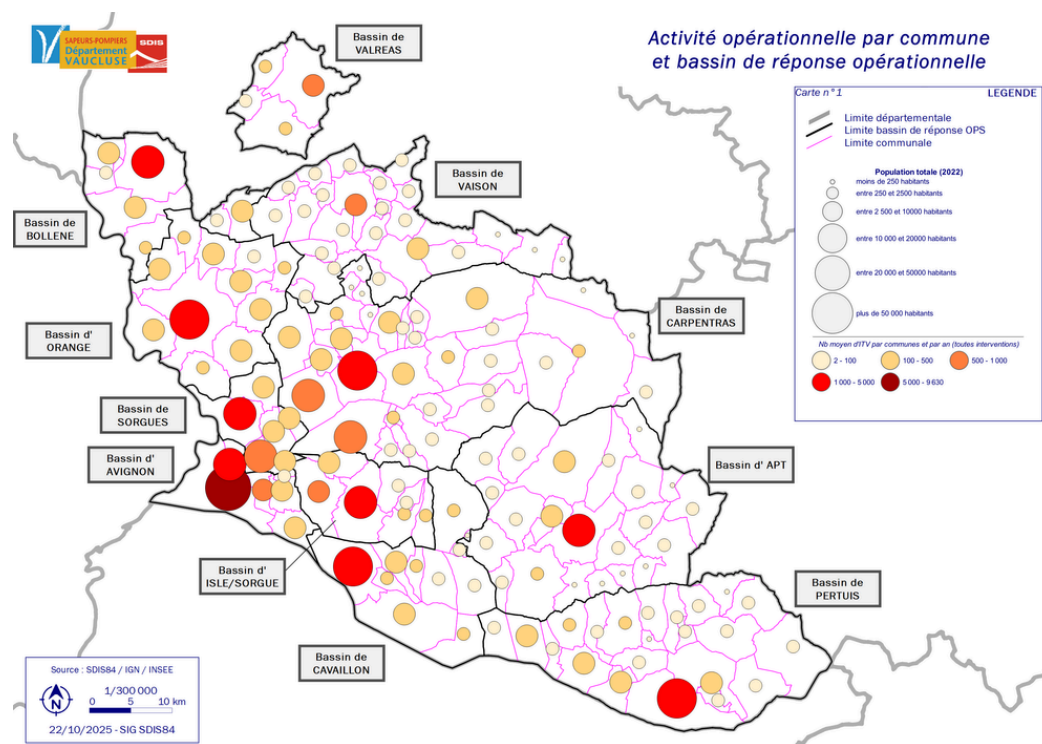 SAPEURS-POMPIERS
Département
VAUCLUSE
SDIS
Activité opérationnelle par commune
et bassin de réponse opérationnelle
Bassin de
VALREAS
Carte n°1
LEGENDE
Limite départementale
Limite bassin de réponse OPS
Limite communale
Population totale (2022)
moins de 250 habitants
entre 250 et 2500 habitants
entre 2 500 et 10000 habitants
entre 10 000 et 20000 habitants
entre 20 000 et 50000 habitants
plus de 50 000 habitants
Nb moyen d'ITV par communes et par an (toutes interventions)
2 - 100
100 - 500
500 - 1 000
1 000 - 5 000
5 000 - 9 630
Bassin de
VAISON
Bassin de
BOLLENE
Bassin de
CARPENTRAS
Bassin d'
ORANGE
Bassin de
SORGUES
Bassin d'
AVIGNON
Bassin d' APT
Bassin d'
ISLE/SORGUE
Bassin de
PERTUIS
Bassin de
CAVAILLON
Source : SDIS84 / IGN / INSEE
N
1/300 000
0 5 10 km
22/10/2025 - SIG SDIS84